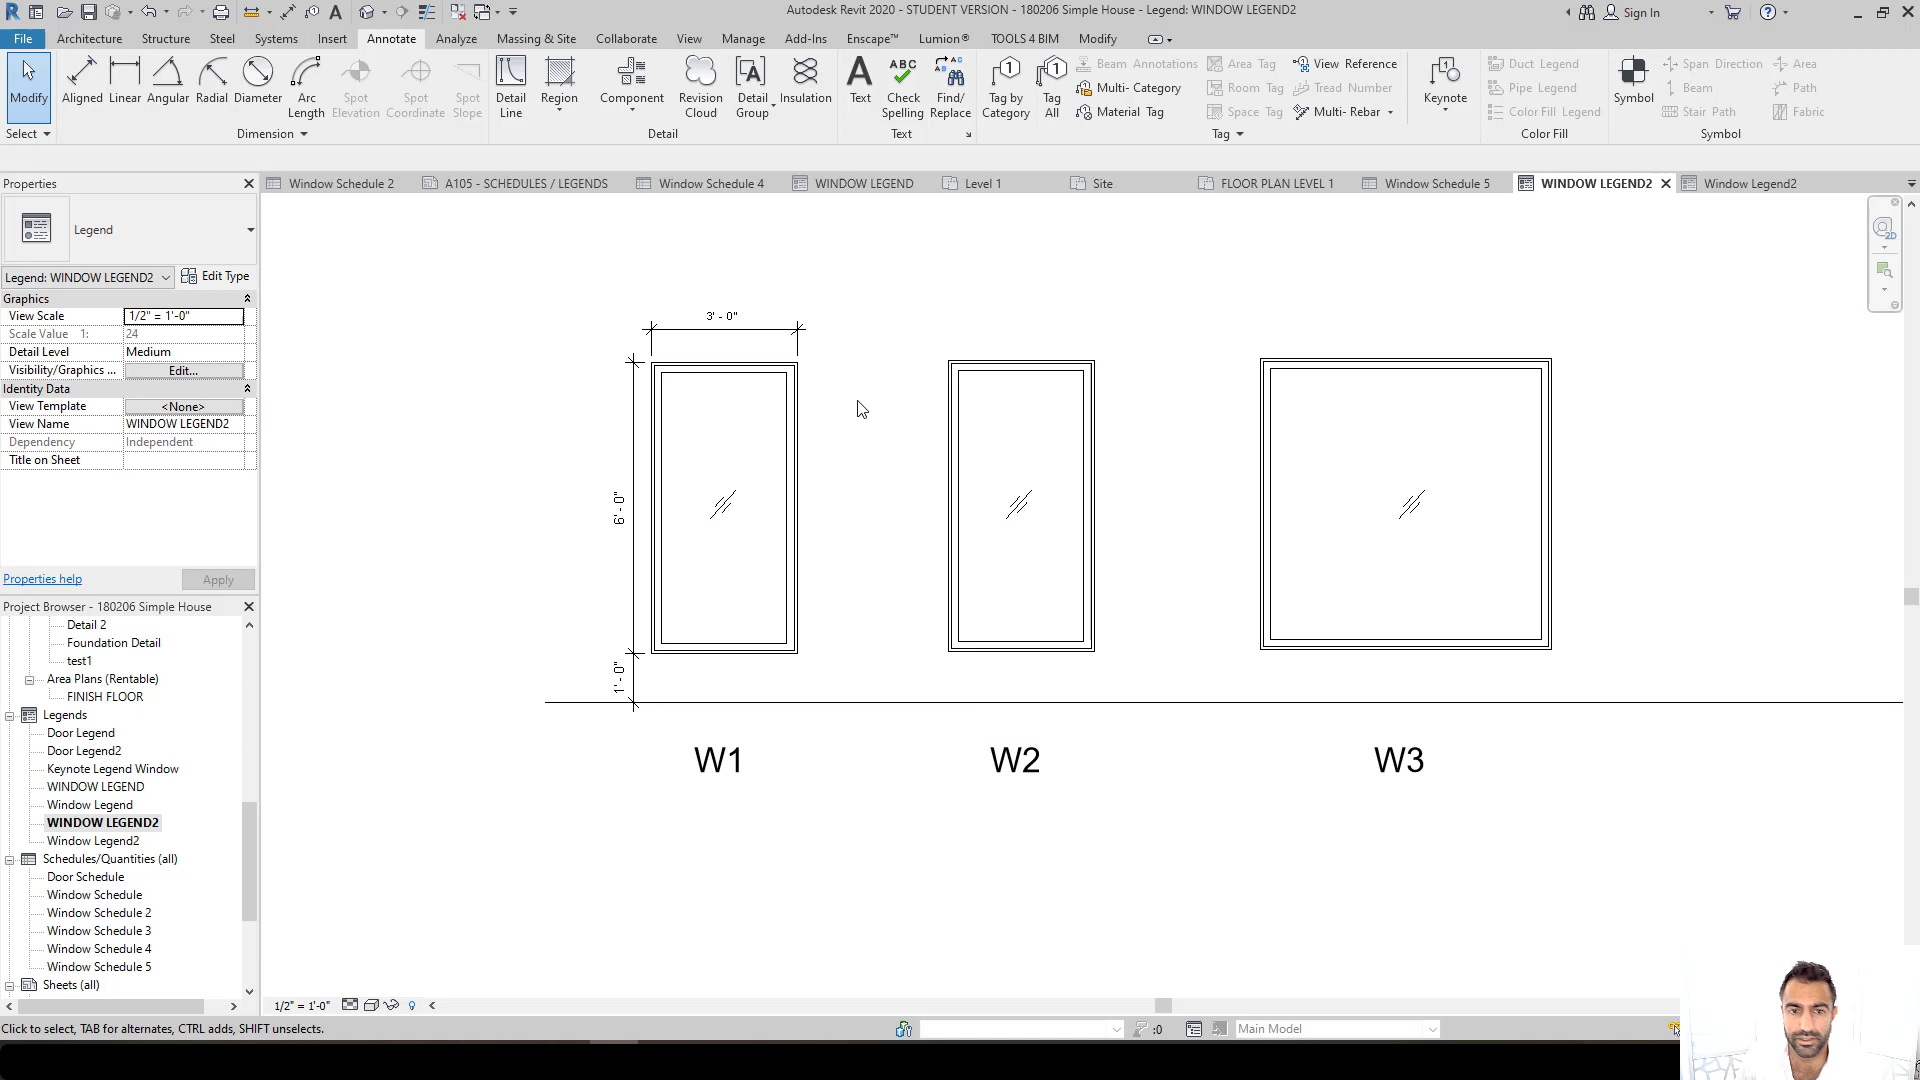 Autodesk Revit 2020 - STUDENT VERSION - 180206 Simple House - Legend: WINDOW LEGEND2
Sign In
File Architecture Structure Steel Systems Insert Annotate Analyze Massing & Site Collaborate View Manage Add-Ins Enscape™ Lumion® TOOLS 4 BIM Modify
Modify
Aligned Linear Angular Radial Diameter Arc Length Spot Elevation Spot Coordinate Spot Slope
Detail Line Region Component Revision Cloud Detail Group Insulation
Text ABC Check Spelling Find/ Replace
Tag by Category Tag All
Beam Annotations Area Tag View Reference
Multi- Category Room Tag Tread Number
Material Tag Space Tag Multi- Rebar
Keynote
Duct Legend
Pipe Legend
Color Fill Legend
Symbol
Span Direction Area
Beam Path
Stair Path Fabric
Select Dimension Detail Text Tag Color Fill Symbol
Properties
Window Schedule 2 A105 - SCHEDULES / LEGENDS Window Schedule 4 WINDOW LEGEND Level 1 Site FLOOR PLAN LEVEL 1 Window Schedule 5 WINDOW LEGEND2 Window Legend2
Legend
Legend: WINDOW LEGEND2 Edit Type
Graphics
View Scale 1/2" = 1'-0"
Scale Value 1: 24
Detail Level Medium
Visibility/Graphics ... Edit...
Identity Data
View Template <None>
View Name WINDOW LEGEND2
Dependency Independent
Title on Sheet
Properties help Apply
Project Browser - 180206 Simple House
Detail 2
Foundation Detail
test1
Area Plans (Rentable)
FINISH FLOOR
Legends
Door Legend
Door Legend2
Keynote Legend Window
WINDOW LEGEND
Window Legend
WINDOW LEGEND2
Window Legend2
Schedules/Quantities (all)
Door Schedule
Window Schedule
Window Schedule 2
Window Schedule 3
Window Schedule 4
Window Schedule 5
Sheets (all)
3' - 0"
6' - 0"
1' - 0"
W1 W2 W3
2D
1/2" = 1'-0"
Click to select, TAB for alternates, CTRL adds, SHIFT unselects.
:0
Main Model